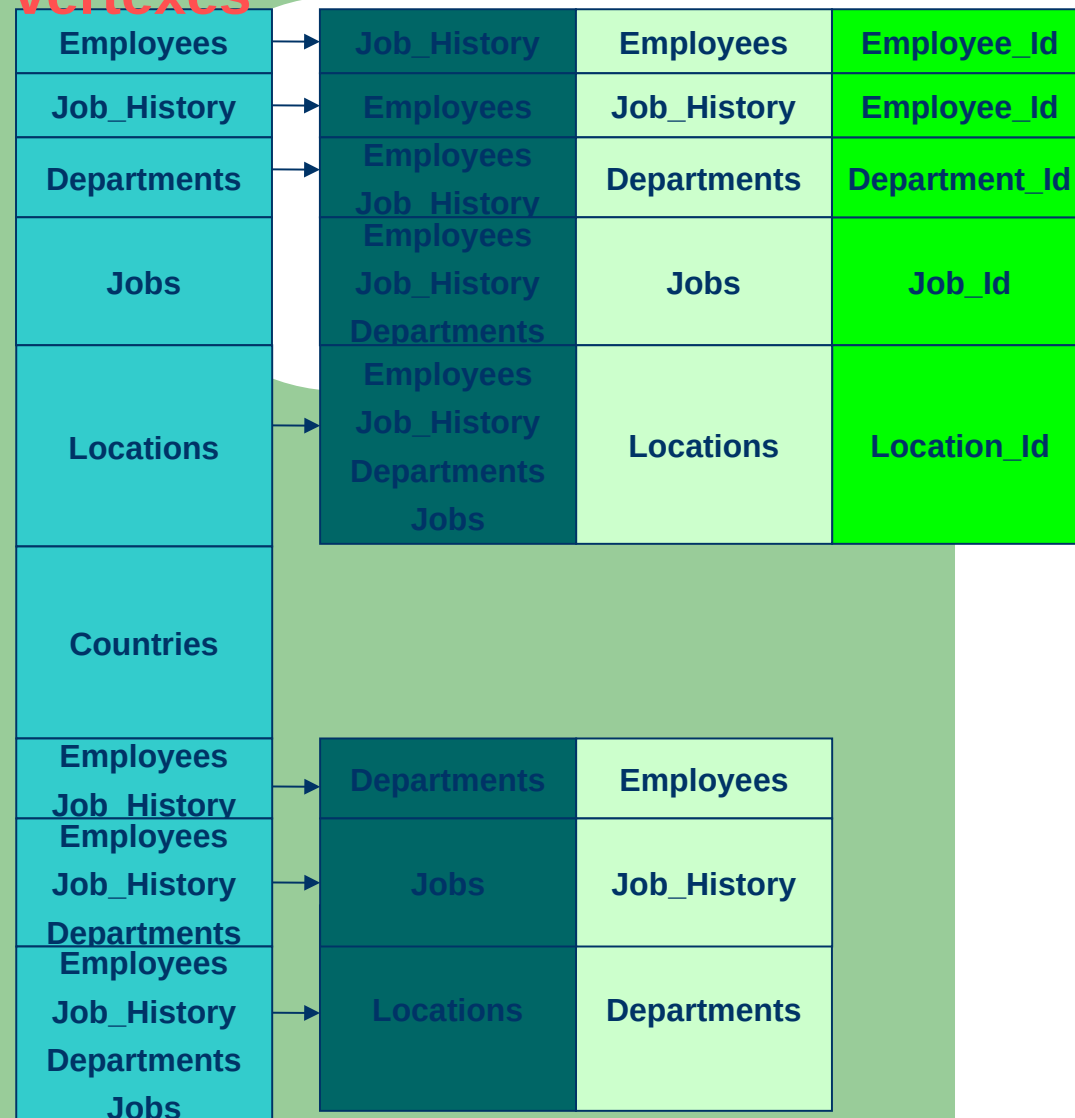 Vertexes
Employees Job_History Employees Employee_Id
Job_History Employees Job_History Employee_Id
Departments Employees Departments Department_Id
Job_History
Jobs Employees Jobs Job_Id
Job_History
Departments
Locations Employees Locations Location_Id
Job_History
Departments
Jobs
Countries
Employees Departments Employees
Job_History
Employees Jobs Job_History
Job_History
Departments
Employees Locations Departments
Job_History
Departments
Jobs